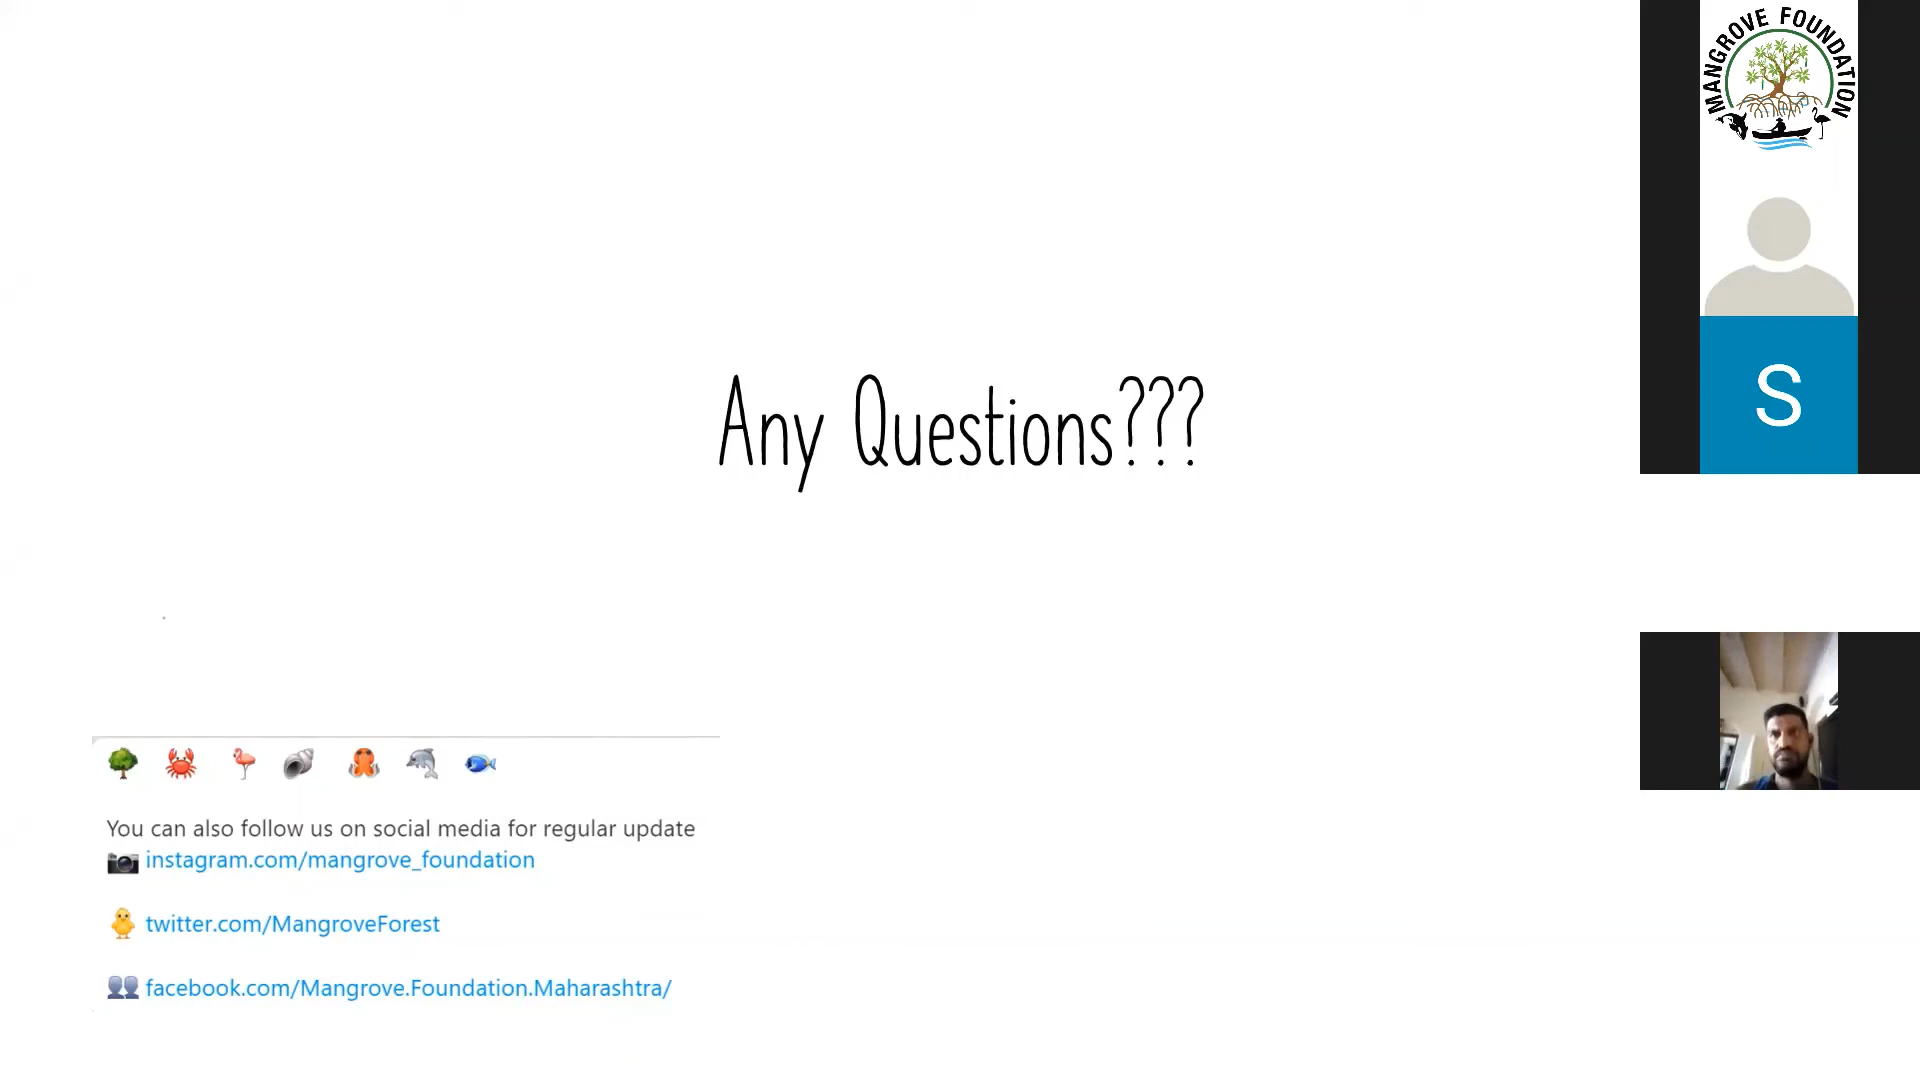 MANGROVE FOUNDATION
S
Any Questions???
You can also follow us on social media for regular update
instagram.com/mangrove_foundation
twitter.com/MangroveForest
facebook.com/Mangrove.Foundation.Maharashtra/